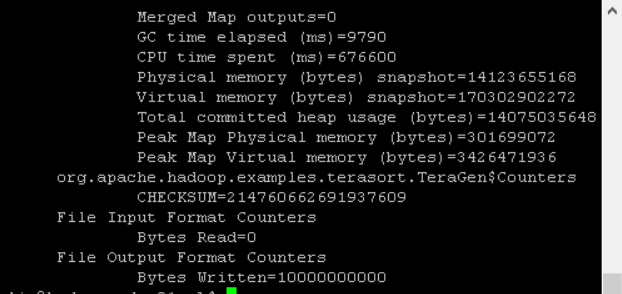 Merged Map outputs=0
GC time elapsed (ms)=9790
CPU time spent (ms)=676600
Physical memory (bytes) snapshot=14123655168
Virtual memory (bytes) snapshot=170302902272
Total committed heap usage (bytes)=14075035648
Peak Map Physical memory (bytes)=301699072
Peak Map Virtual memory (bytes)=3426471936
org.apache.hadoop.examples.terasort.TeraGen$Counters
CHECKSUM=214760662691937609
File Input Format Counters
Bytes Read=0
File Output Format Counters
Bytes Written=10000000000